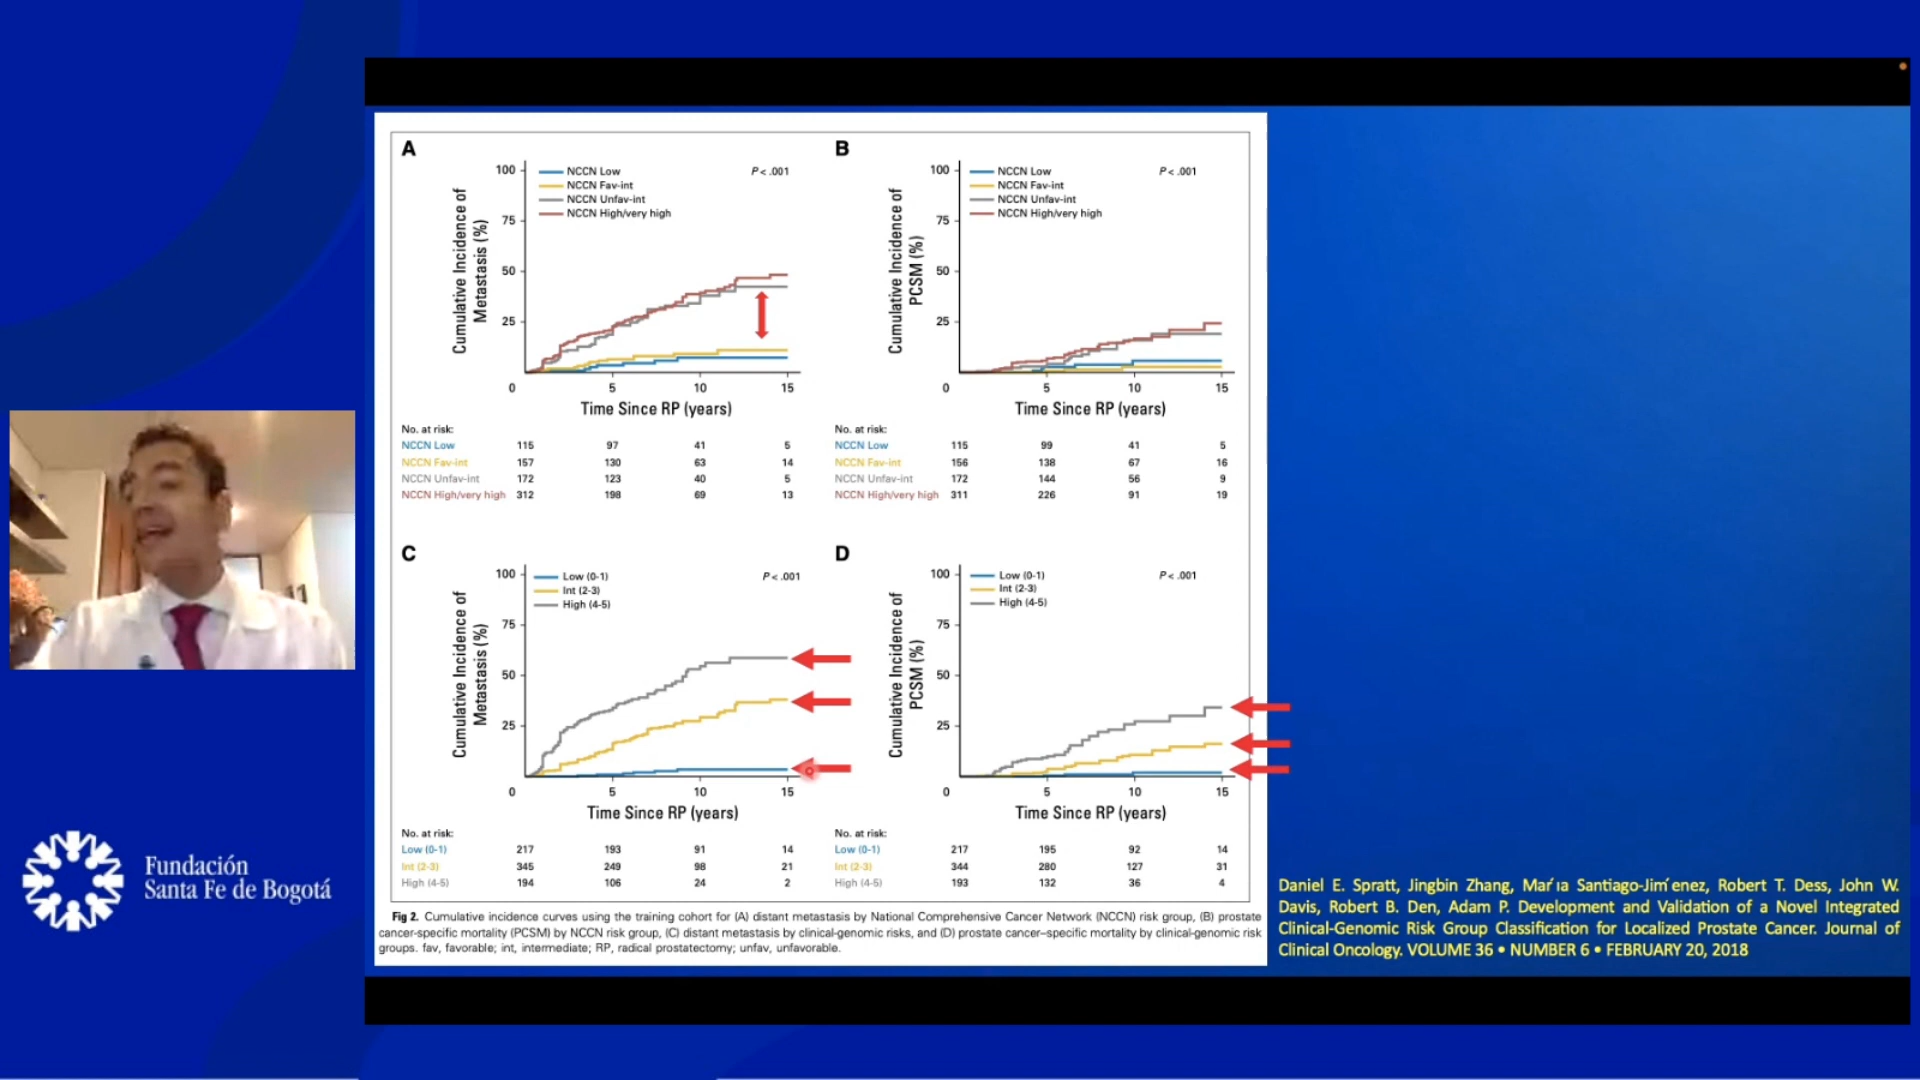 A
100
75
50
25
0
5
10
15
Cumulative Incidence of
Metastasis (%)
NCCN Low
NCCN Fav-int
NCCN Unfav-int
NCCN High/very high
P < .001
Time Since RP (years)
No. at risk:
NCCN Low 115 97 41 5
NCCN Fav-int 157 130 63 14
NCCN Unfav-int 172 123 40 5
NCCN High/very high 312 198 69 13
B
100
75
50
25
0
5
10
15
Cumulative Incidence of
PCSM (%)
NCCN Low
NCCN Fav-int
NCCN Unfav-int
NCCN High/very high
P < .001
Time Since RP (years)
No. at risk:
NCCN Low 115 99 41 5
NCCN Fav-int 156 138 67 16
NCCN Unfav-int 172 144 56 9
NCCN High/very high 311 226 91 19
C
100
75
50
25
0
5
10
15
Cumulative Incidence of
Metastasis (%)
Low (0-1)
Int (2-3)
High (4-5)
P < .001
Time Since RP (years)
No. at risk:
Low (0-1) 217 193 91 14
Int (2-3) 345 249 98 21
High (4-5) 194 106 24 2
D
100
75
50
25
0
5
10
15
Cumulative Incidence of
PCSM (%)
Low (0-1)
Int (2-3)
High (4-5)
P < .001
Time Since RP (years)
No. at risk:
Low (0-1) 217 195 92 14
Int (2-3) 344 280 127 31
High (4-5) 193 132 36 4
Fig 2. Cumulative incidence curves using the training cohort for (A) distant metastasis by National Comprehensive Cancer Network (NCCN) risk group, (B) prostate
cancer-specific mortality (PCSM) by NCCN risk group, (C) distant metastasis by clinical-genomic risks, and (D) prostate cancer–specific mortality by clinical-genomic risk
groups. fav, favorable; int, intermediate; RP, radical prostatectomy; unfav, unfavorable.
Daniel E. Spratt, Jingbin Zhang, Mar´ıa Santiago-Jim´enez, Robert T. Dess, John W.
Davis, Robert B. Den, Adam P. Development and Validation of a Novel Integrated
Clinical-Genomic Risk Group Classification for Localized Prostate Cancer. Journal of
Clinical Oncology. VOLUME 36 • NUMBER 6 • FEBRUARY 20, 2018
Fundación
Santa Fe de Bogotá